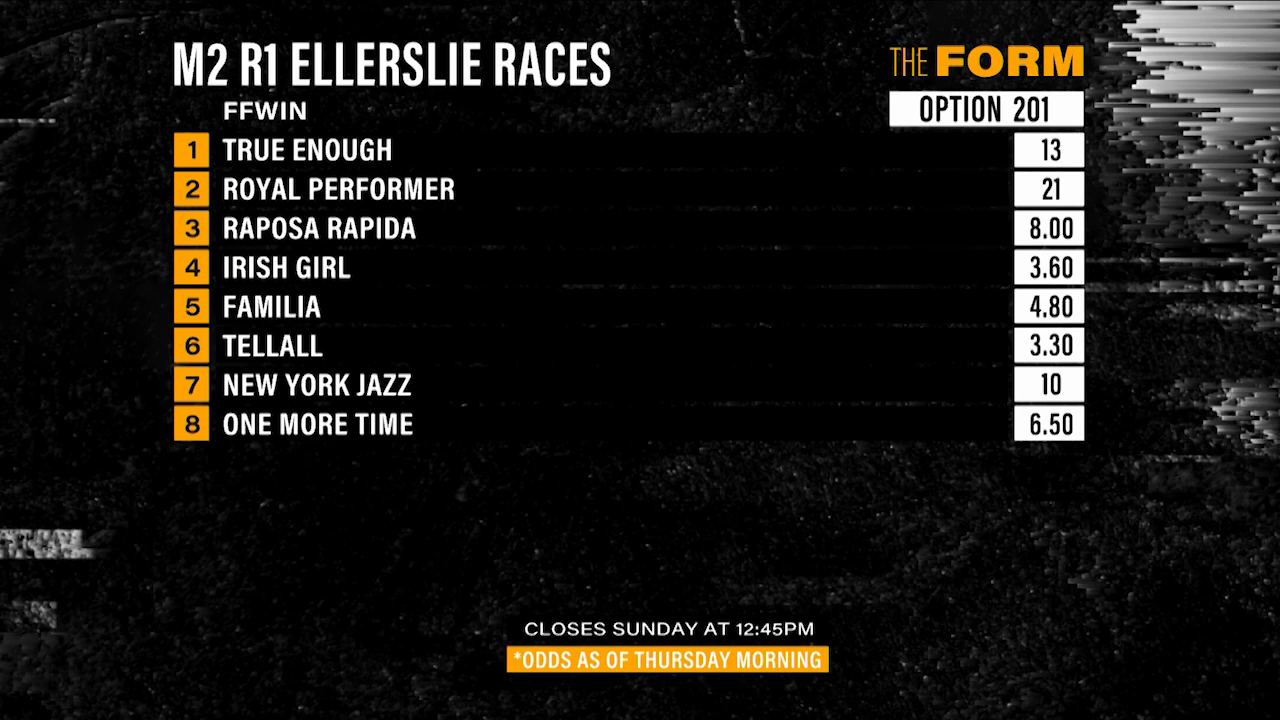 M2 R1 ELLERSLIE RACES
THE FORM
FFWIN
OPTION 201
1 TRUE ENOUGH 13
2 ROYAL PERFORMER 21
3 RAPOSA RAPIDA 8.00
4 IRISH GIRL 3.60
5 FAMILIA 4.80
6 TELLALL 3.30
7 NEW YORK JAZZ 10
8 ONE MORE TIME 6.50
CLOSES SUNDAY AT 12:45PM
*ODDS AS OF THURSDAY MORNING